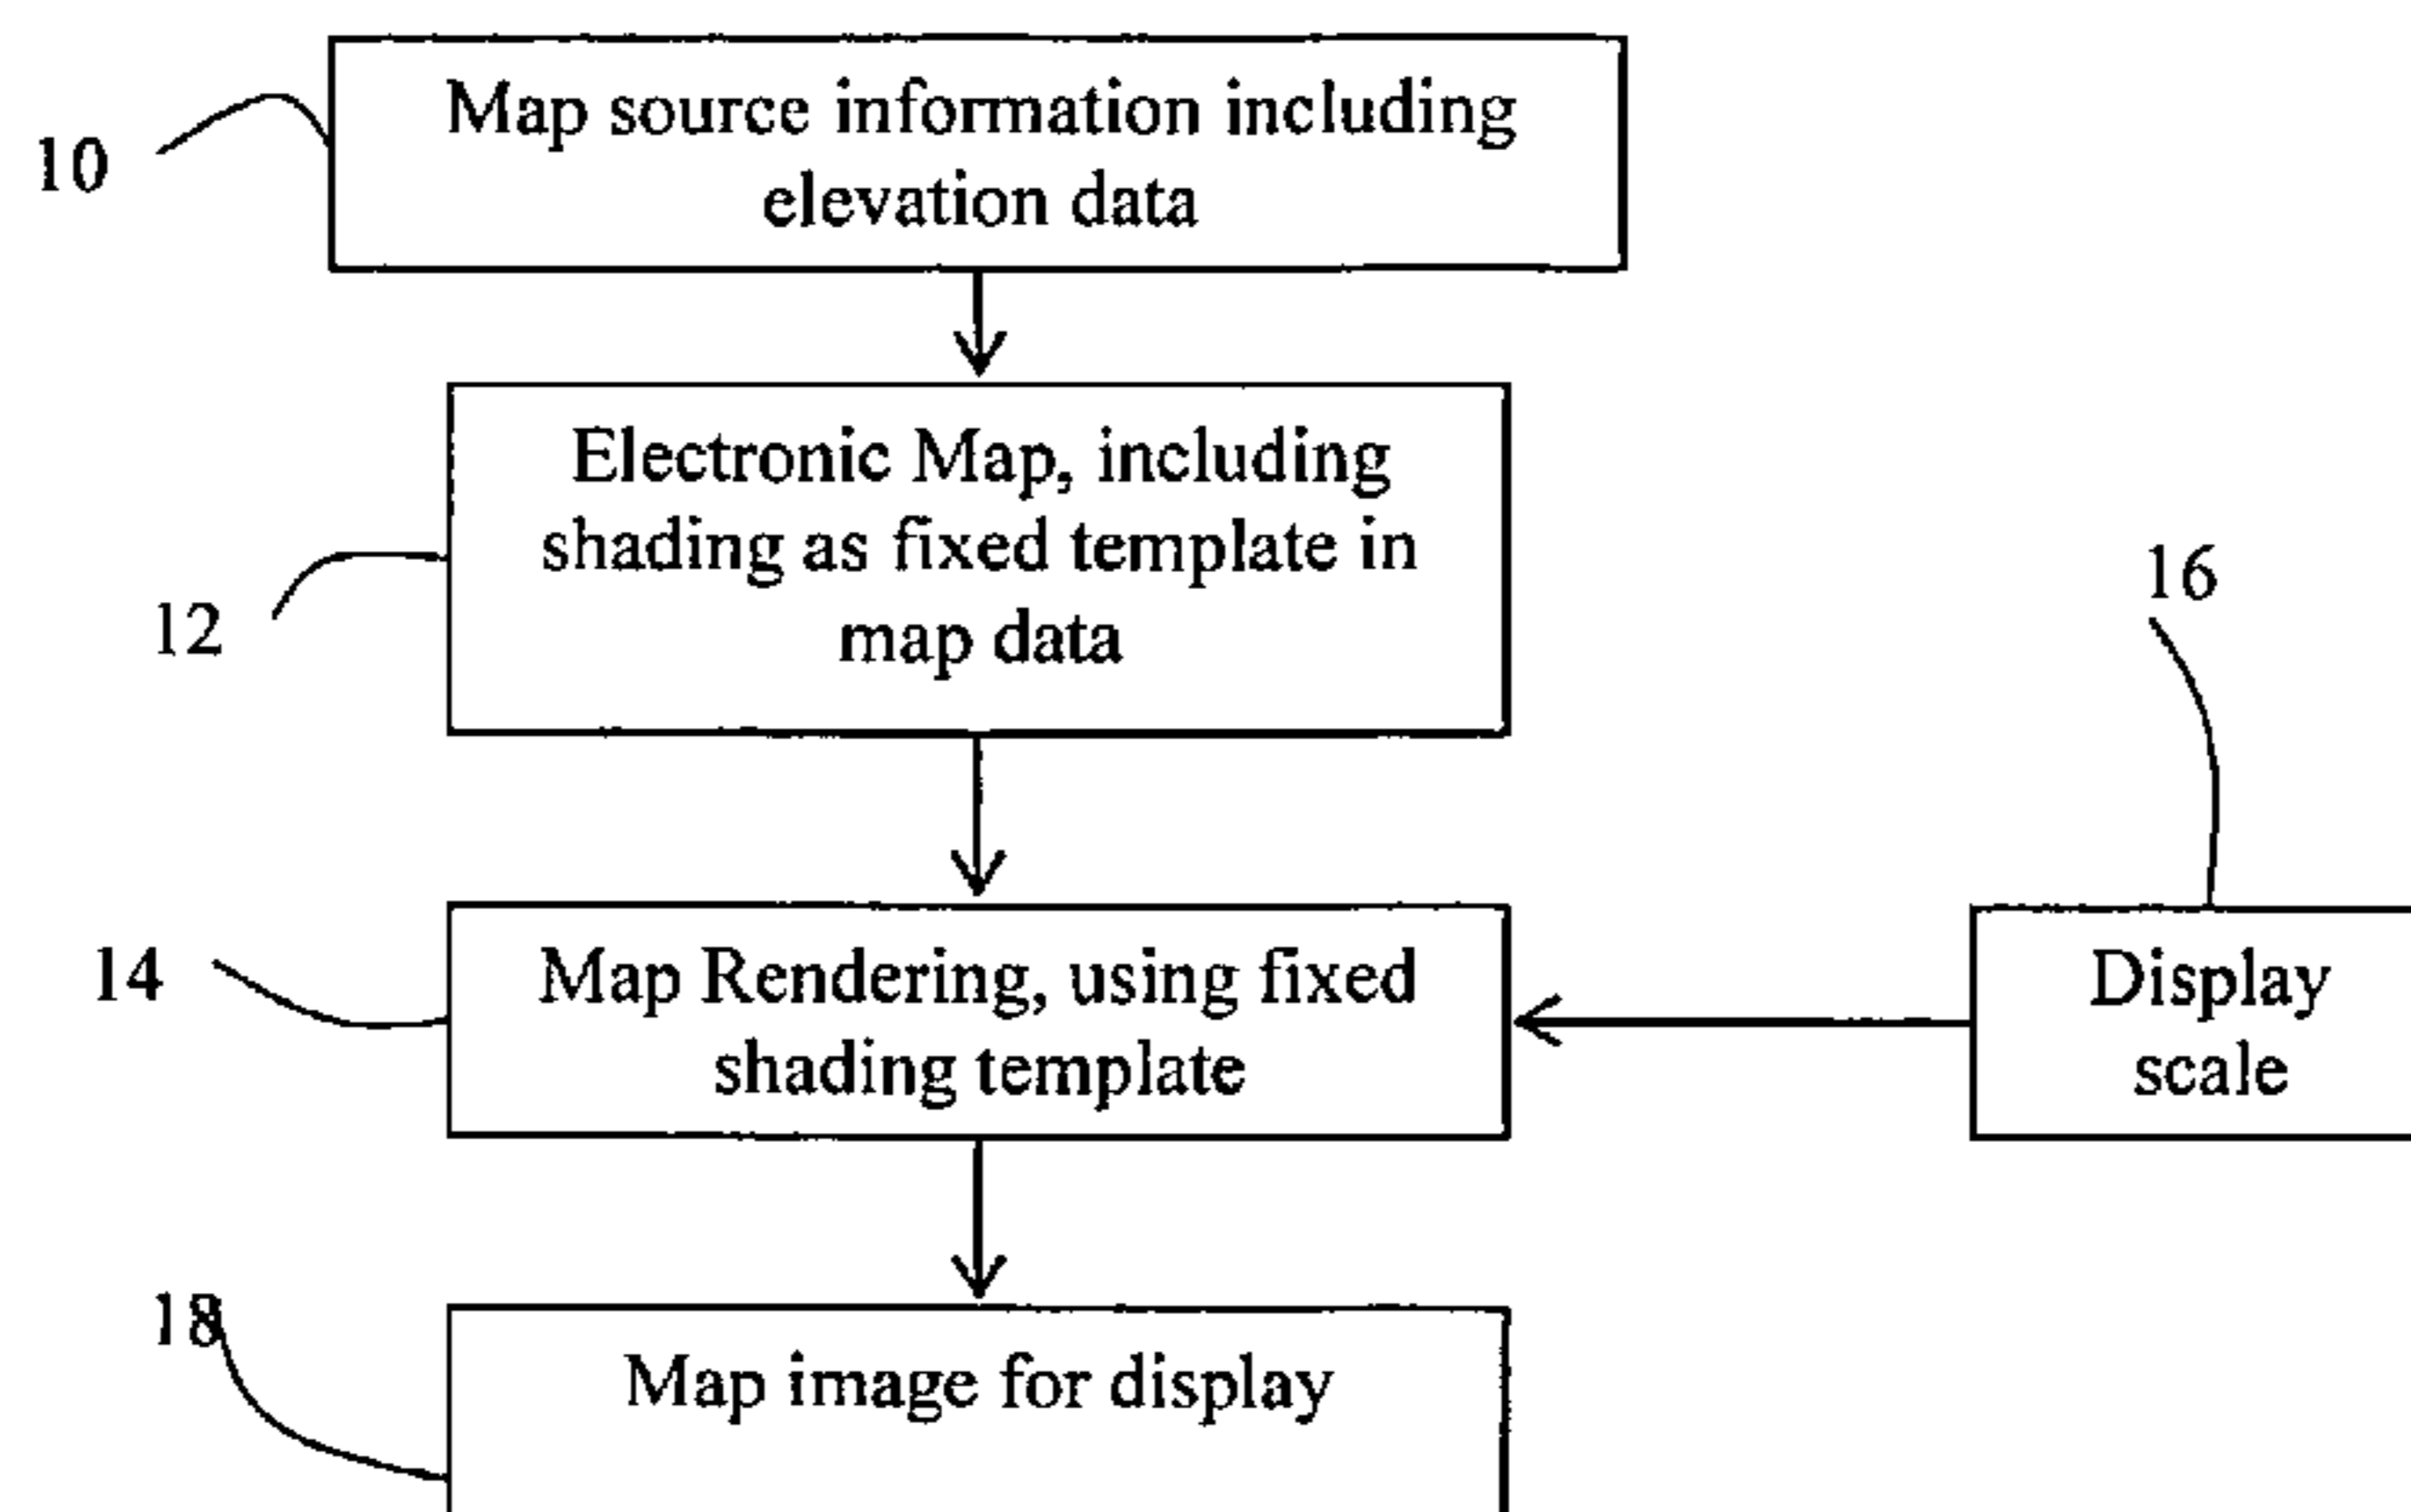 10
Map source information including
elevation data
12
Electronic Map, including
shading as fixed template in
map data
16
14
Map Rendering, using fixed
shading template
Display
scale
18
Map image for display